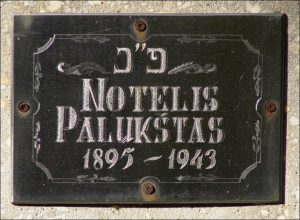 פ״כ
NOTELIS
PALUKŠTAS
1895 - 1943